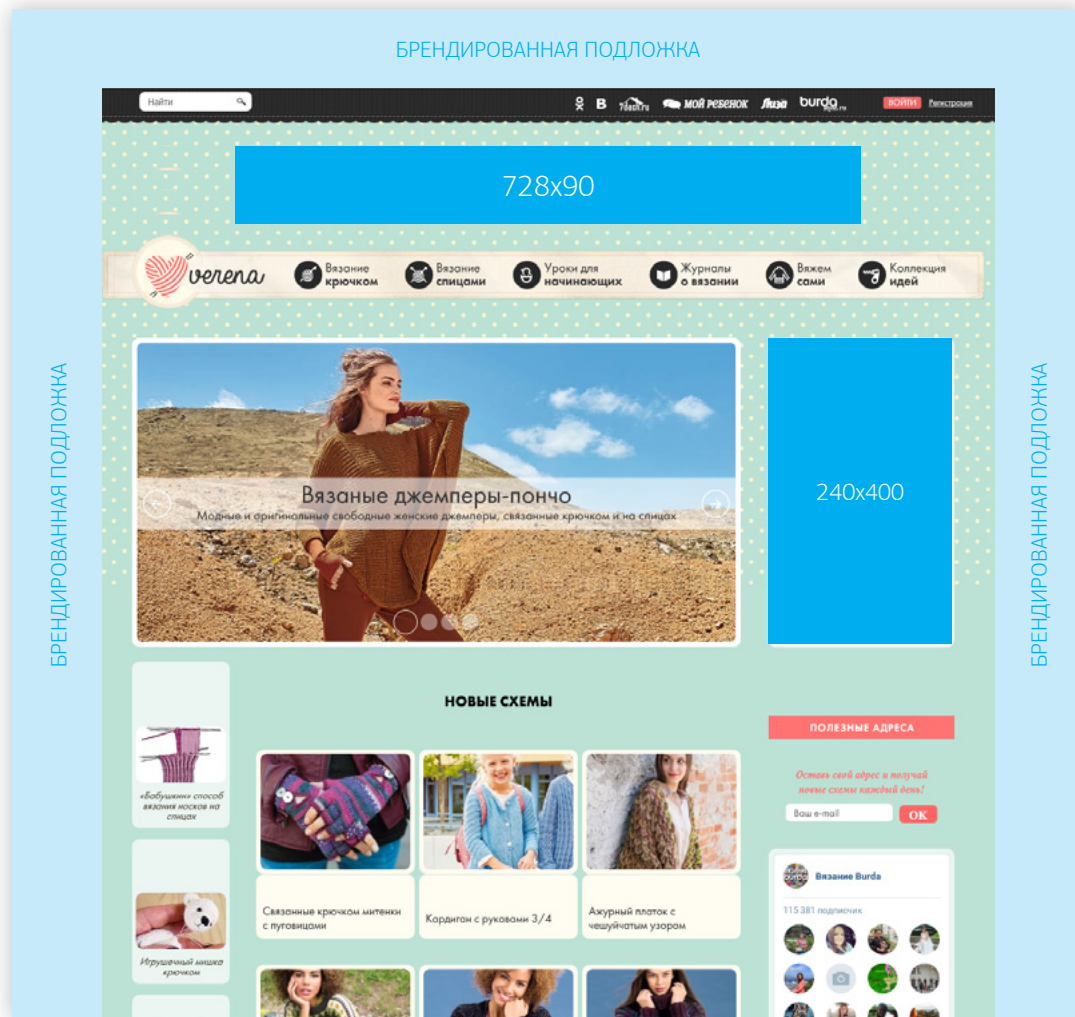 БРЕНДИРОВАННАЯ ПОДЛОЖКА
Найти
7dach.ru МОЙ РЕБЕНОК Лиза burda ВОЙТИ Регистрация
728x90
verena
Вязание
крючком
Вязание
спицами
Уроки для
начинающих
Журналы
о вязании
Вяжем
сами
Коллекция
идей
БРЕНДИРОВАННАЯ ПОДЛОЖКА
БРЕНДИРОВАННАЯ ПОДЛОЖКА
Вязаные джемперы-пончо
Модные и оригинальные свободные женские джемперы, связанные крючком и на спицах
240x400
НОВЫЕ СХЕМЫ
«Бабушкин» способ
вязания носков на
спицах
Игрушечный мишка
крючком
Связанные крючком митенки
с пуговицами
Кардиган с рукавами 3/4
Ажурный платок с
чешуйчатым узором
ПОЛЕЗНЫЕ АДРЕСА
Оставь свой адрес и получай
новые схемы каждый день!
Ваш e-mail
OK
Вязание Burda
115 381 подписчик